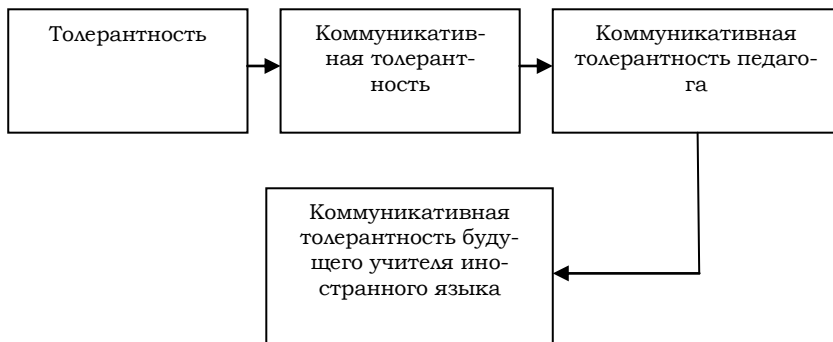 Толерантность
Коммуникатив-
ная толерант-
ность
Коммуникативная
толерантность педаго-
га
Коммуникативная
толерантность буду-
щего учителя ино-
странного языка